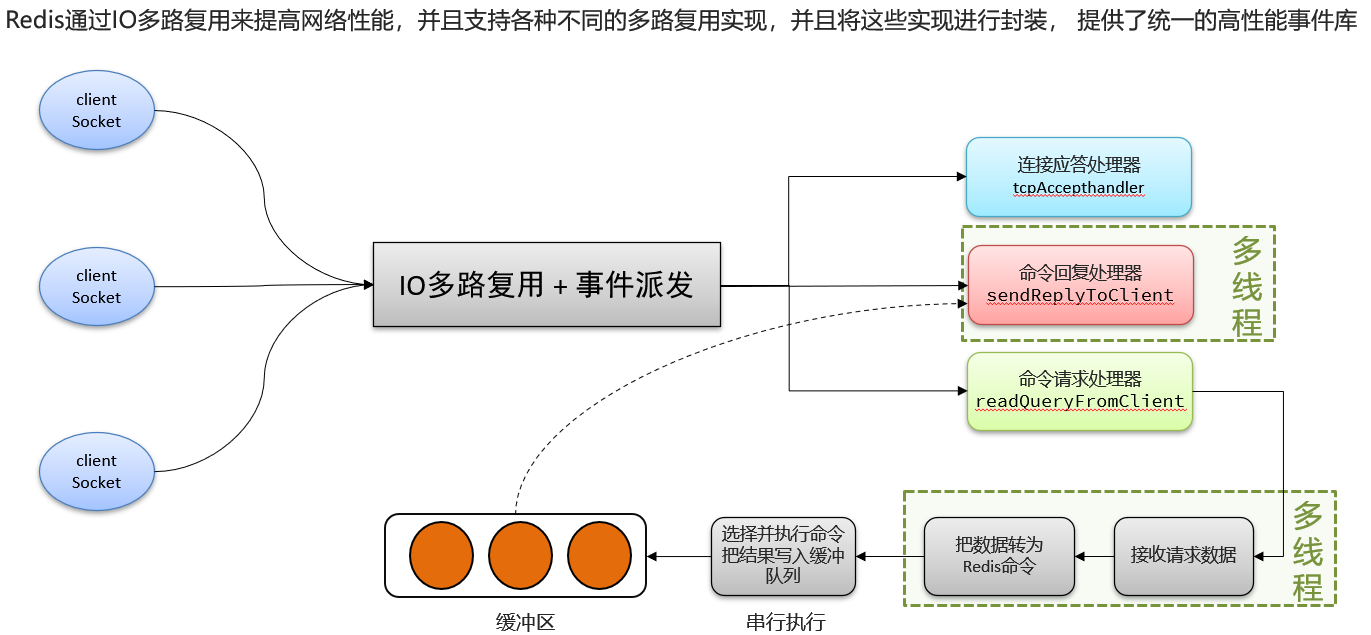 Redis通过IO多路复用来提高网络性能，并且支持各种不同的多路复用实现，并且将这些实现进行封装， 提供了统一的高性能事件库
client
Socket
client
Socket
client
Socket
IO多路复用 + 事件派发
连接应答处理器
tcpAccepthandler
命令回复处理器
sendReplyToClient
多
线
程
命令请求处理器
readQueryFromClient
多
线
程
接收请求数据
把数据转为
Redis命令
选择并执行命令
把结果写入缓冲
队列
串行执行
缓冲区